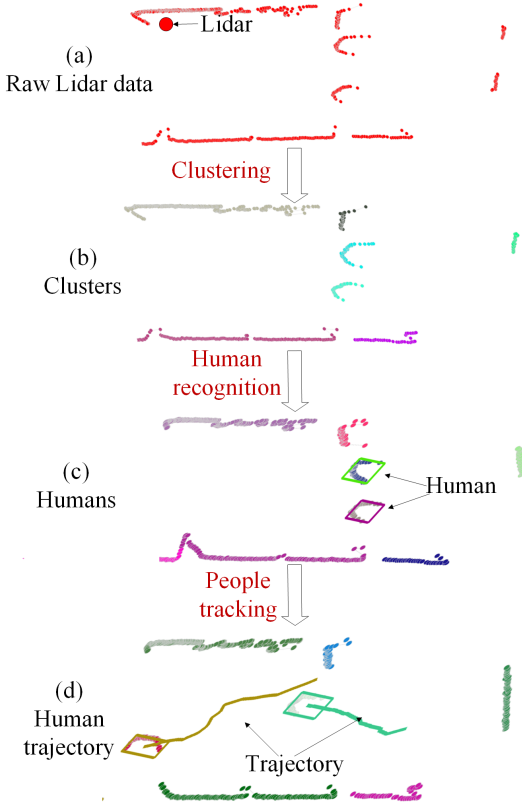 Lidar
(a)
Raw Lidar data
Clustering
(b)
Clusters
Human
recognition
(c)
Humans
Human
People
tracking
(d)
Human
trajectory
Trajectory